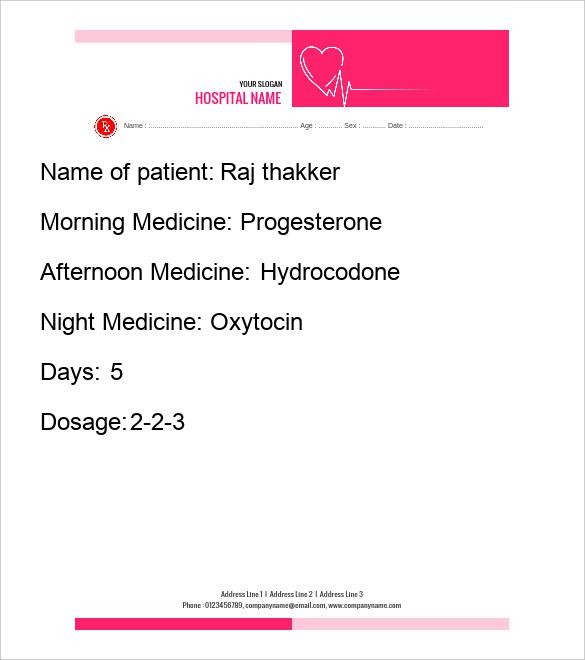 YOUR SLOGAN
HOSPITAL NAME
Rx
Name : ........................ Age : ............ Sex : ............ Date : ........................
Name of patient: Raj thakker
Morning Medicine: Progesterone
Afternoon Medicine: Hydrocodone
Night Medicine: Oxytocin
Days: 5
Dosage:2-2-3
Address Line 1 I Address Line 2 I Address Line 3
Phone : 0123456789, companyname@email.com, www.companyname.com